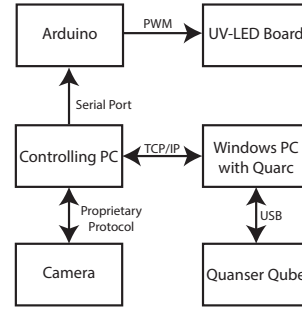 Arduino
PWM
UV-LED Board
Serial Port
Controlling PC
TCP/IP
Windows PC
with Quarc
Proprietary
Protocol
USB
Camera
Quanser Qube